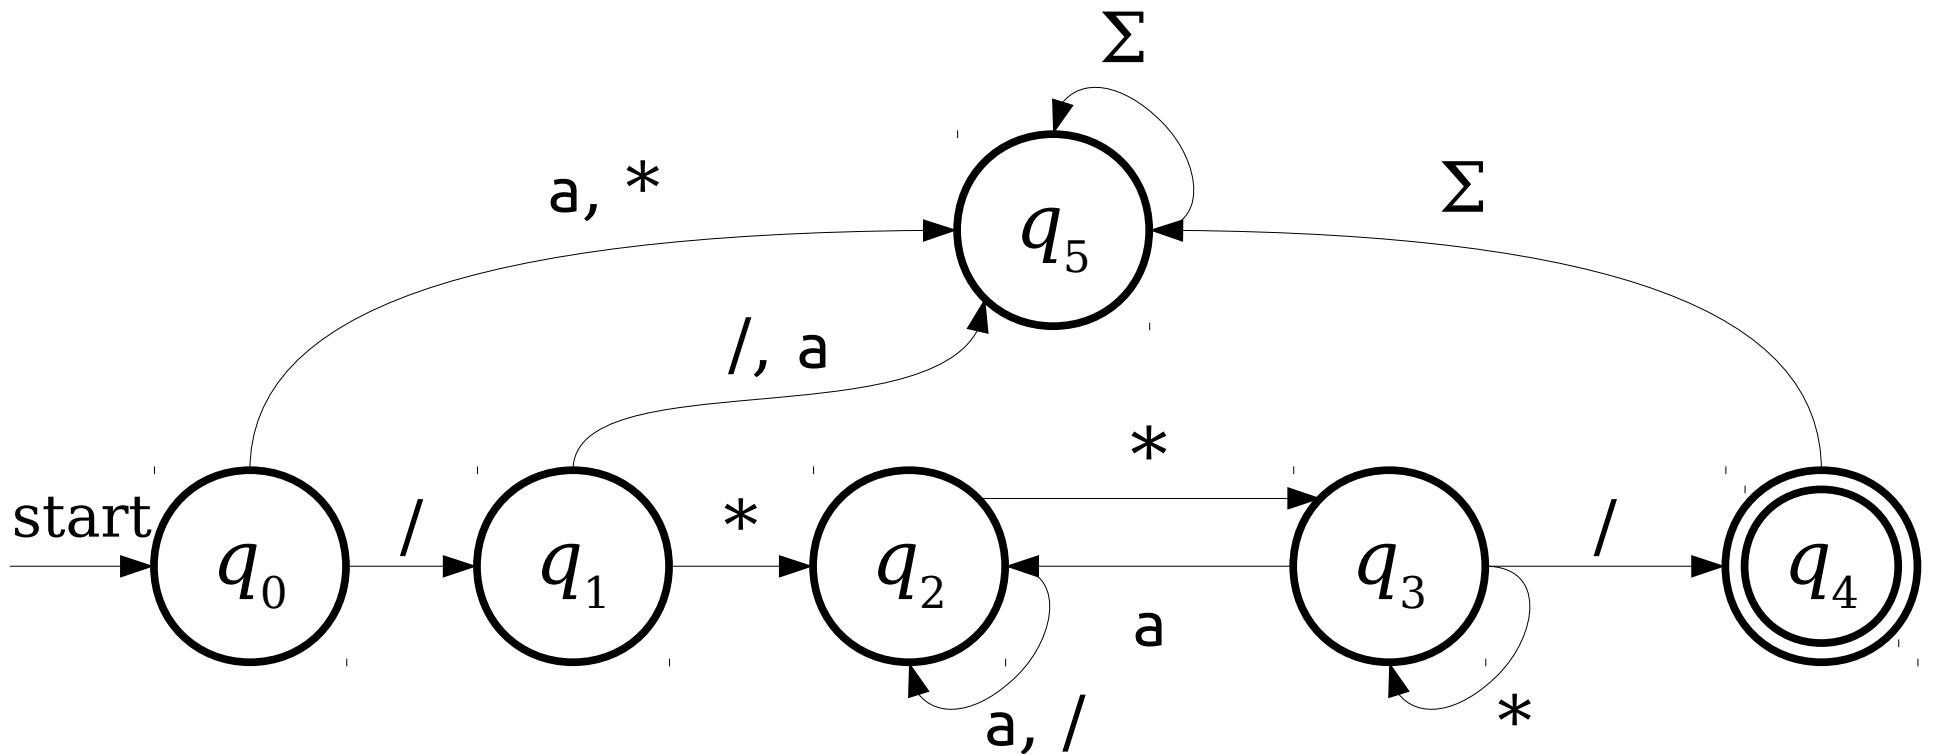 Σ
a, *
Σ
q5
/, a
*
start
/
*
/
q0
q1
q2
q3
q4
a
a, /
*